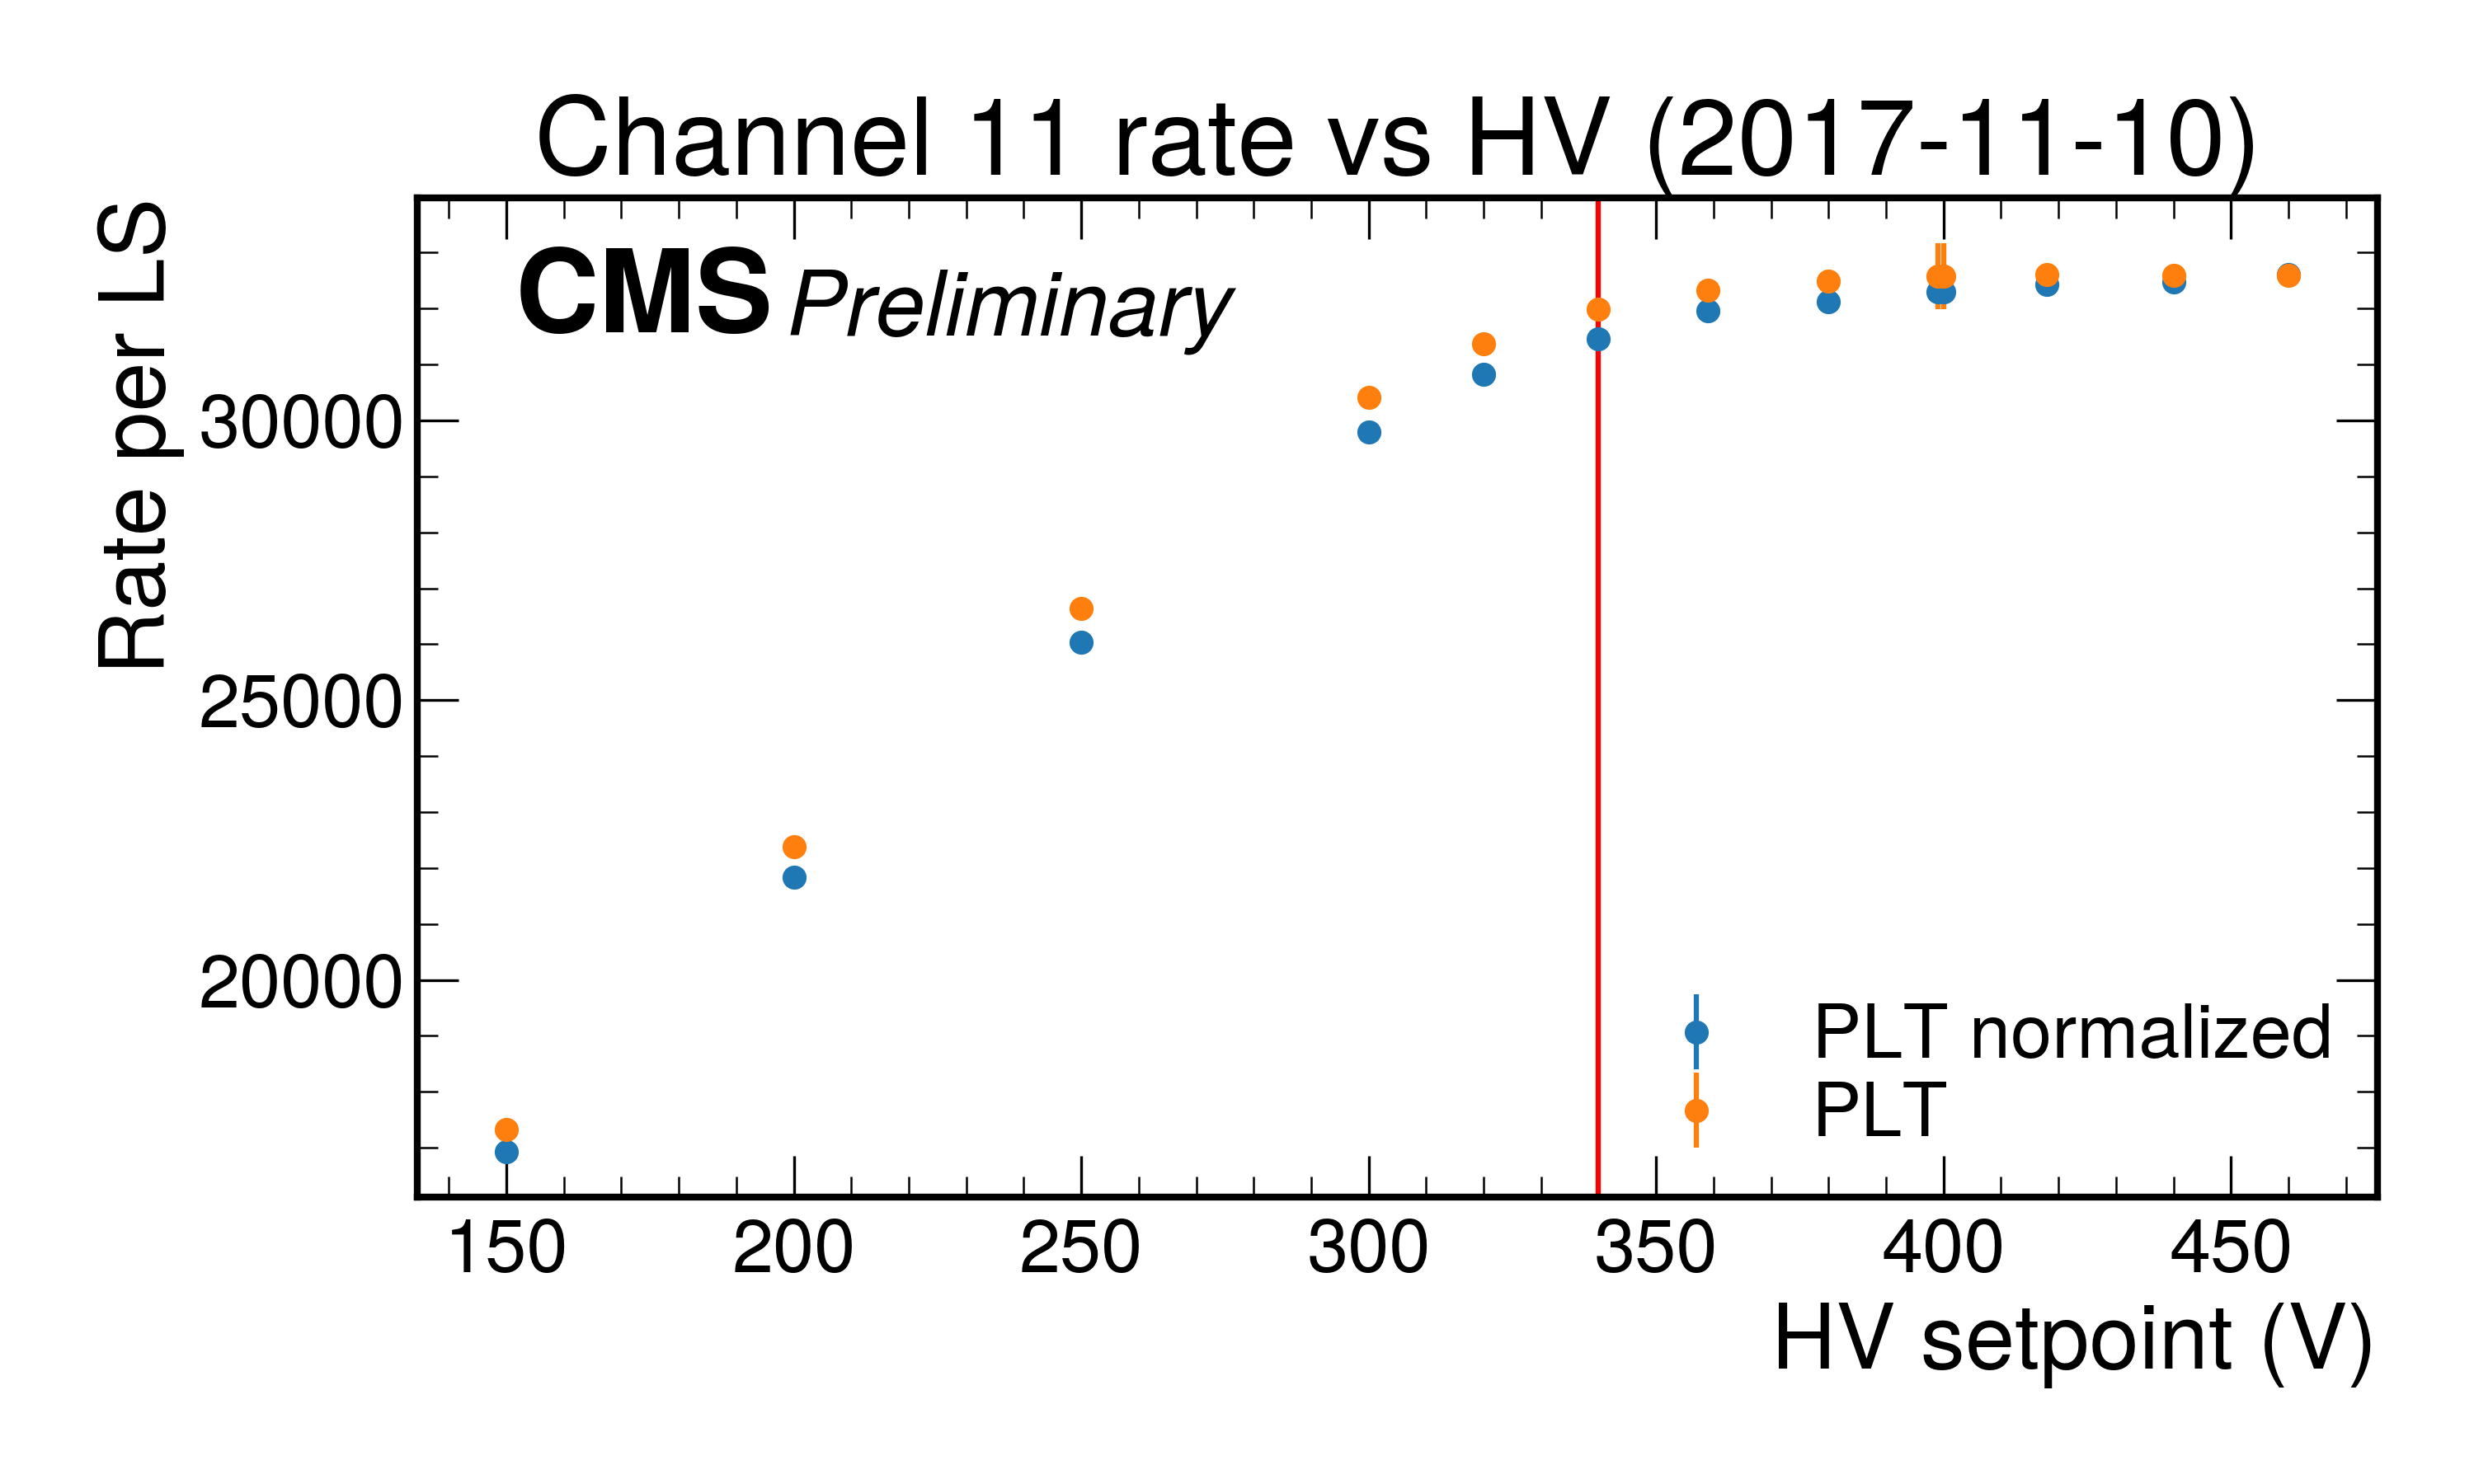 Channel 11 rate vs HV (2017-11-10)
CMS Preliminary
Rate per LS
30000
25000
20000
PLT normalized
PLT
150 200 250 300 350 400 450
HV setpoint (V)